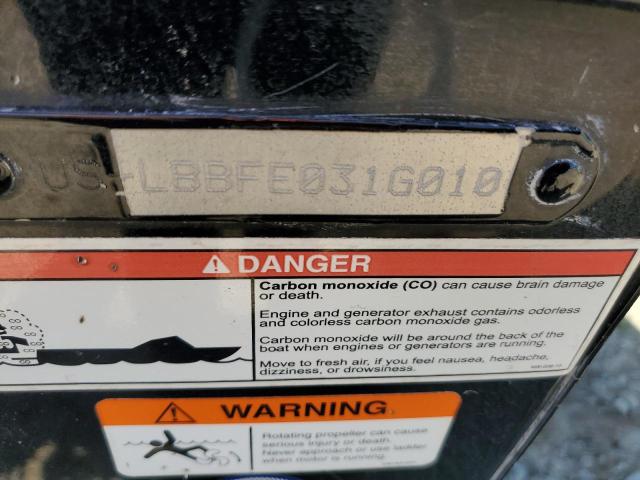 US-LBBFE031G010
DANGER
Carbon monoxide (CO) can cause brain damage
or death.
Engine and generator exhaust contains odorless
and colorless carbon monoxide gas.
Carbon monoxide will be around the back of the
boat when engines or generators are running.
Move to fresh air, if you feel nausea, headache,
dizziness, or drowsiness.
WARNING
Rotating propeller can cause
serious injury or death.
Never approach or use ladder
when motor is running.